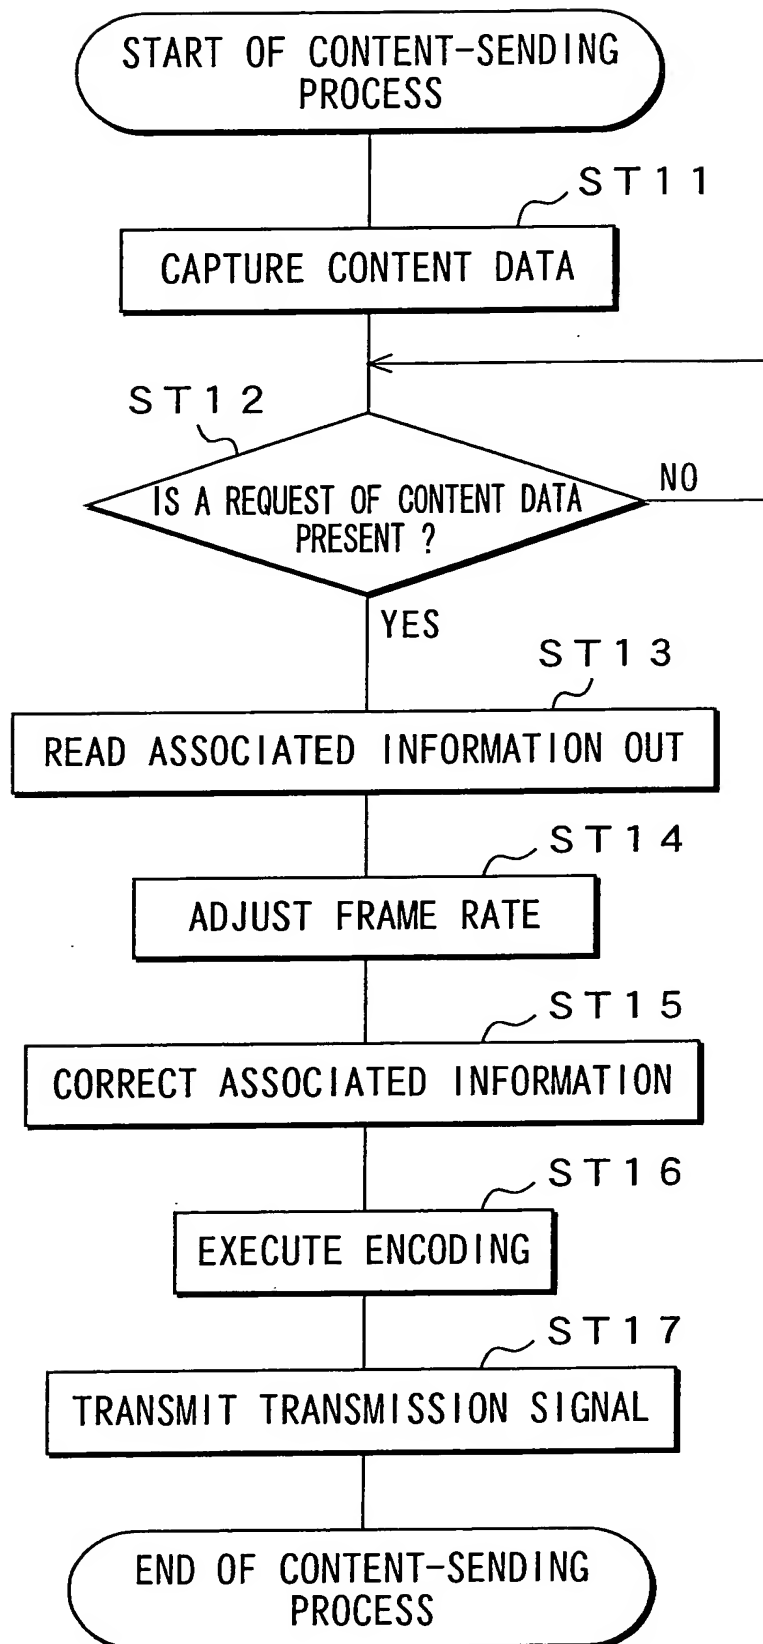 START OF CONTENT-SENDING
PROCESS
ST11
CAPTURE CONTENT DATA
ST12
IS A REQUEST OF CONTENT DATA
PRESENT ?
NO
YES
ST13
READ ASSOCIATED INFORMATION OUT
ST14
ADJUST FRAME RATE
ST15
CORRECT ASSOCIATED INFORMATION
ST16
EXECUTE ENCODING
ST17
TRANSMIT TRANSMISSION SIGNAL
END OF CONTENT-SENDING
PROCESS